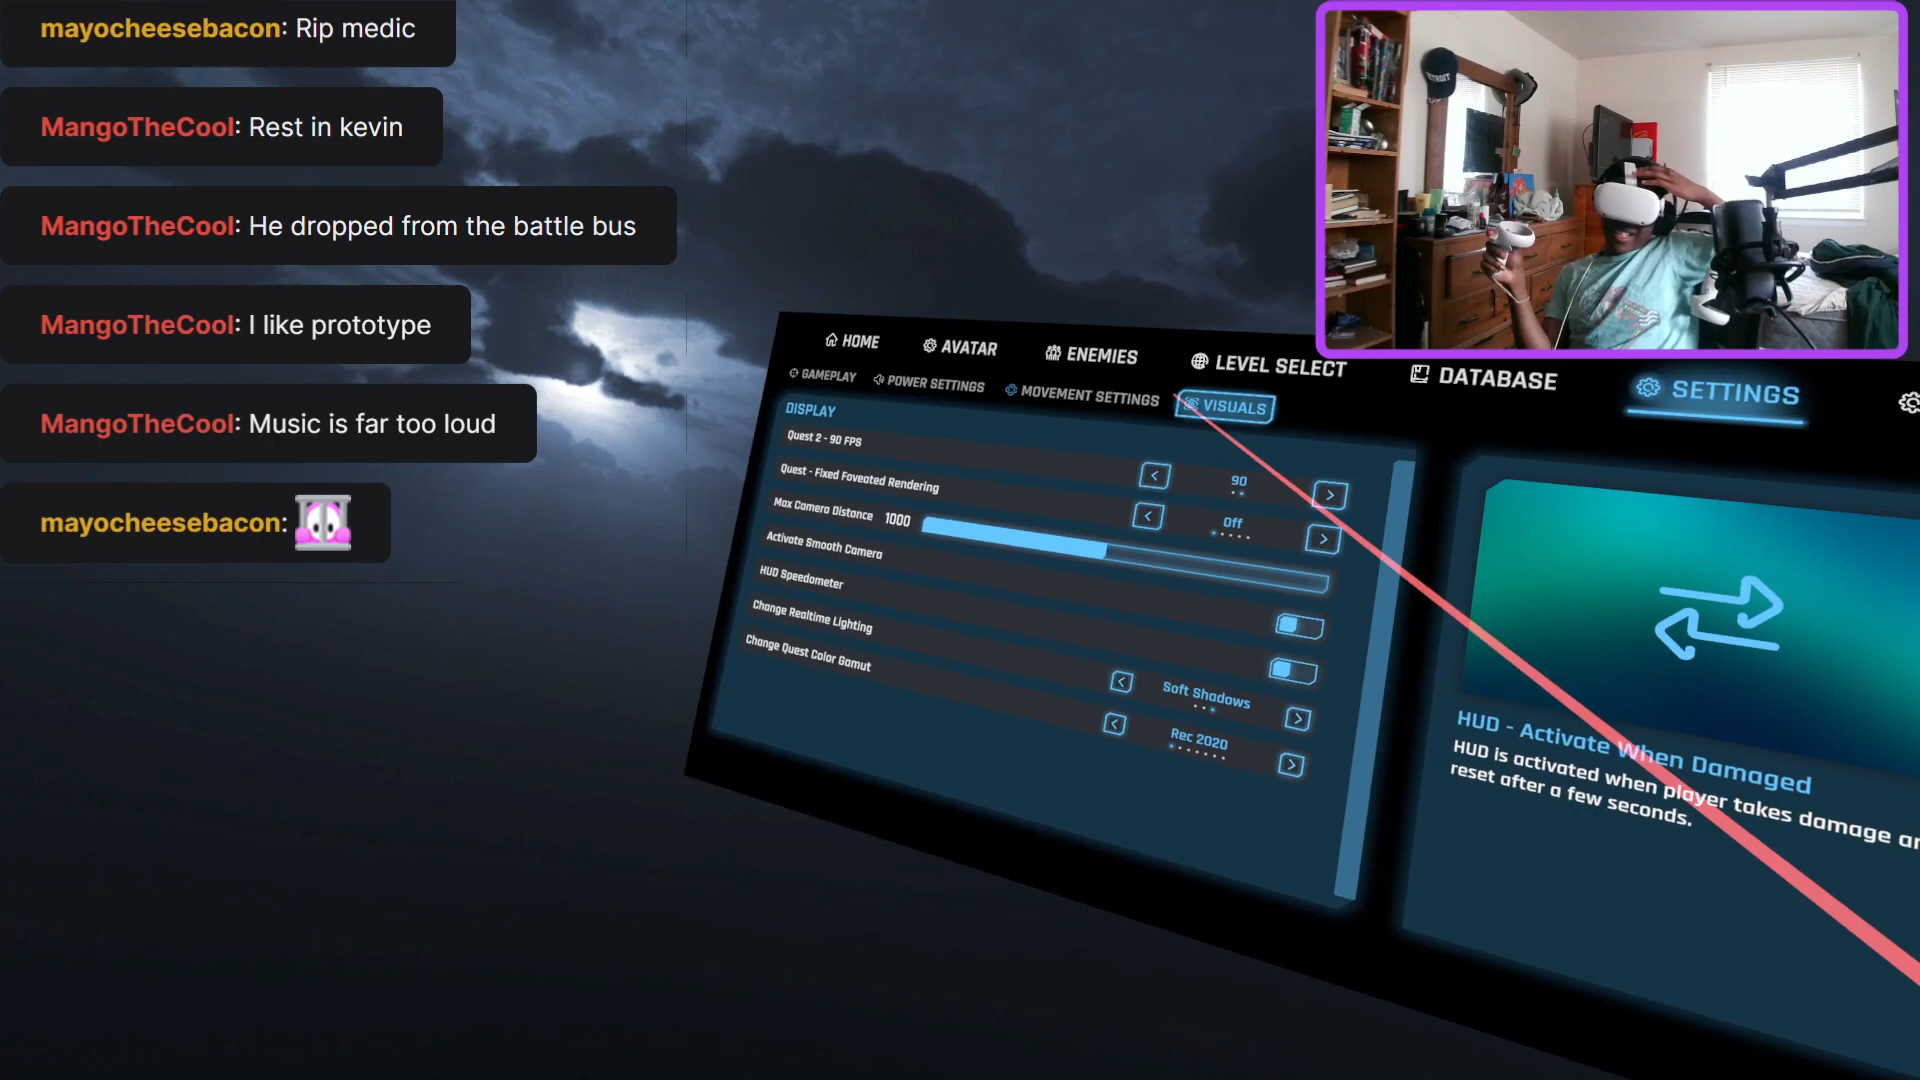 mayocheesebacon: Rip medic
MangoTheCool: Rest in kevin
MangoTheCool: He dropped from the battle bus
MangoTheCool: I like prototype
MangoTheCool: Music is far too loud
mayocheesebacon:
DETROIT
HOME
AVATAR
ENEMIES
LEVEL SELECT
DATABASE
SETTINGS
GAMEPLAY
POWER SETTINGS
MOVEMENT SETTINGS
VISUALS
DISPLAY
Quest 2 - 90 FPS
90
Quest - Fixed Foveated Rendering
Off
Max Camera Distance 1000
Activate Smooth Camera
HUD Speedometer
Change Realtime Lighting
Soft Shadows
Change Quest Color Gamut
Rec 2020
HUD - Activate When Damaged
HUD is activated when player takes damage an
reset after a few seconds.